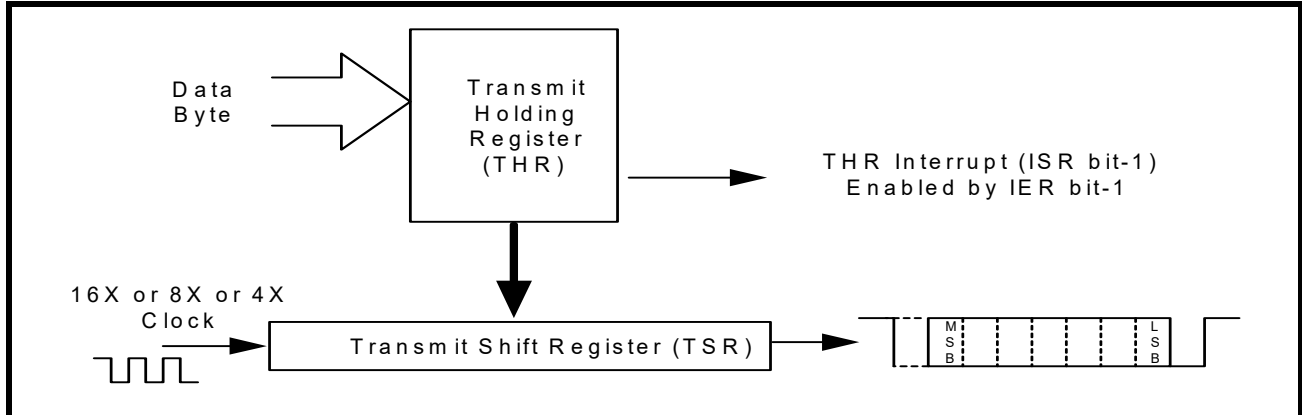 Data
Byte
Transmit
Holding
Register
(THR)
THR Interrupt (ISR bit-1)
Enabled by IER bit-1
16X or 8X or 4X
Clock
Transmit Shift Register (TSR)
M
S
B
L
S
B